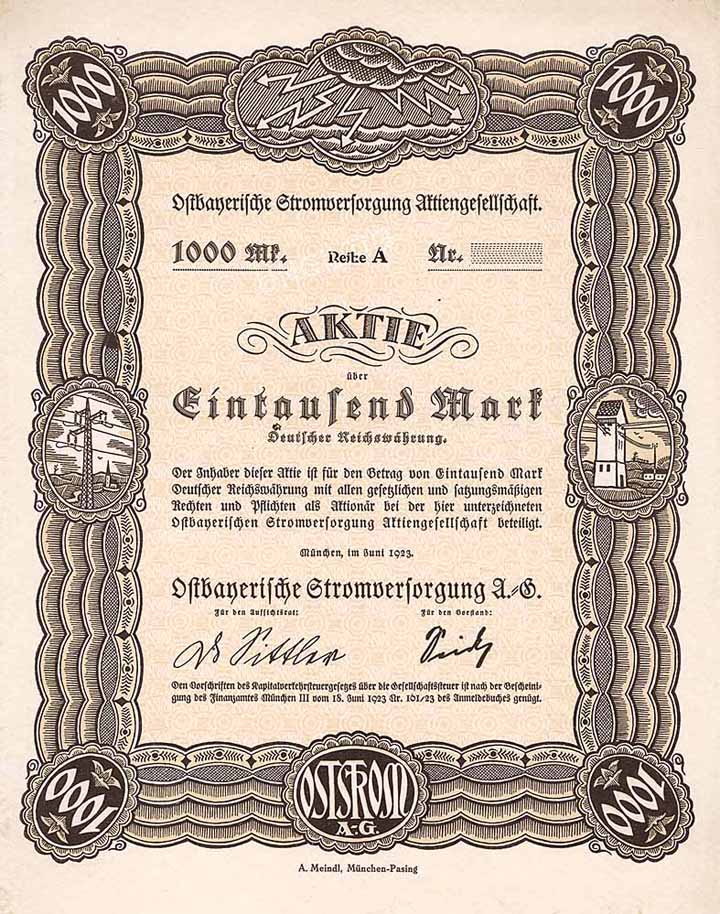 1000
1000
Ostbayerische Stromversorgung Aktiengesellschaft.
1000 Mk. Reihe A Nr.
AKTIE
über
Eintausend Mark
Deutscher Reichswährung.
Der Inhaber dieser Aktie ist für den Betrag von Eintausend Mark
Deutscher Reichswährung mit allen gesetzlichen und satzungsmäßigen
Rechten und Pflichten als Aktionär bei der hier unterzeichneten
Ostbayerischen Stromversorgung Aktiengesellschaft beteiligt.
München, im Juni 1923.
Ostbayerische Stromversorgung A.-G.
Für den Aufsichtsrat: Für den Vorstand:
Dr Sittler
Den Vorschriften des Kapitalverkehrsteuergesetzes über die Gesellschaftsteuer ist nach der Bescheini-
gung des Finanzamtes München III vom 18. Juni 1923 Nr. 101/23 des Anmeldebuches genügt.
1000
OSTSTROM
A-G.
1000
A. Meindl, München-Pasing